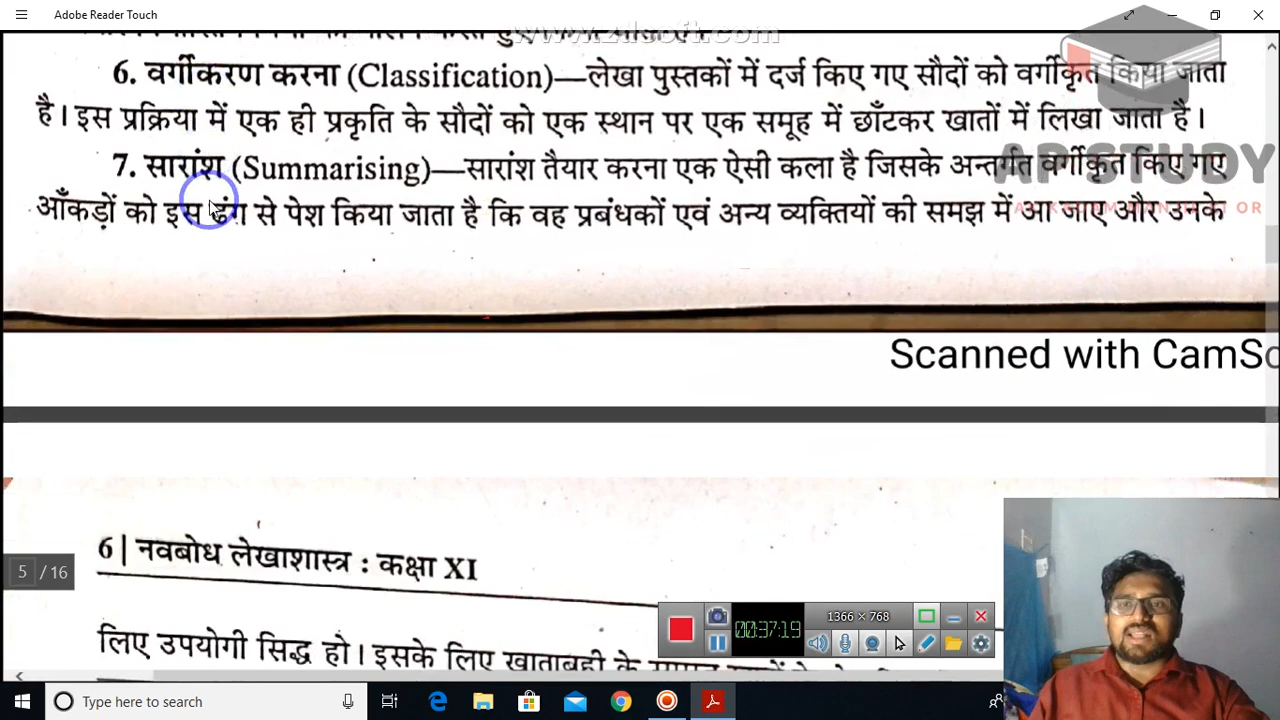 Adobe Reader Touch
www.zdsoft.com
6. वर्गीकरण करना (Classification)—लेखा पुस्तकों में दर्ज किए गए सौदों को वर्गीकृत किया जाता
है। इस प्रक्रिया में एक ही प्रकृति के सौदों को एक स्थान पर एक समूह में छाँटकर खातों में लिखा जाता है।
7. सारांश (Summarising)—सारांश तैयार करना एक ऐसी कला है जिसके अन्तर्गत वर्गीकृत किए गए
आँकड़ों को इस ढंग से पेश किया जाता है कि वह प्रबंधकों एवं अन्य व्यक्तियों की समझ में आ जाए और उनके
Scanned with CamSc
6 | नवबोध लेखाशास्त्र : कक्षा XI
5 / 16
लिए उपयोगी सिद्ध हो। इसके लिए खाताबही के
1366 × 768
00:37:19
Type here to search